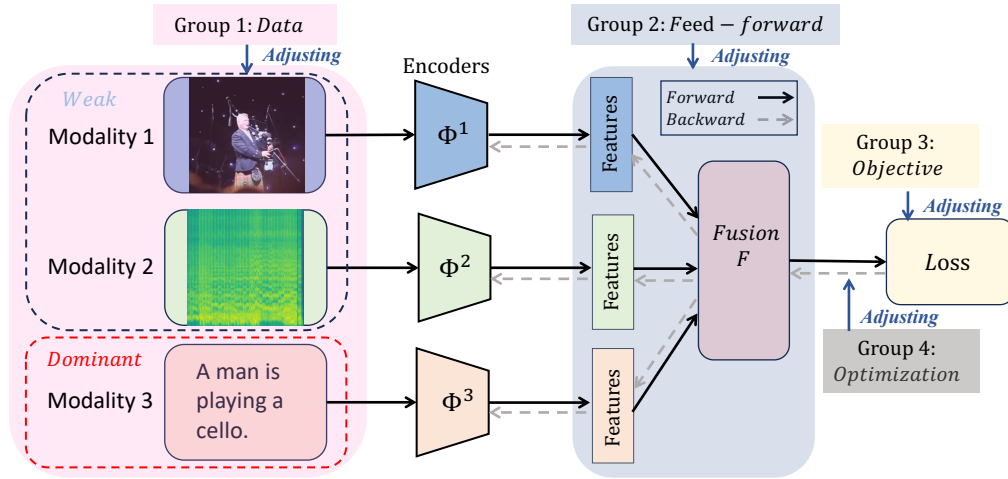 Group 1: Data
Adjusting
Group 2: Feed − forward
Adjusting
Encoders
Weak
Modality 1
Φ¹
Features
Forward
Backward
Group 3:
Objective
Adjusting
Modality 2
Φ²
Features
Fusion
F
Loss
Adjusting
Group 4:
Optimization
Dominant
Modality 3
A man is
playing a
cello.
Φ³
Features